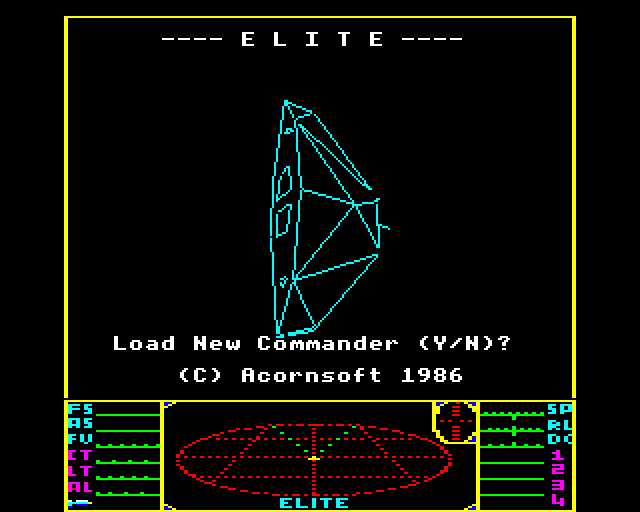 ---- E L I T E ----
Load New Commander (Y/N)?
(C) Acornsoft 1986
FS
AS
FU
CT
LT
AL
SP
RL
DC
1
2
3
4
ELITE